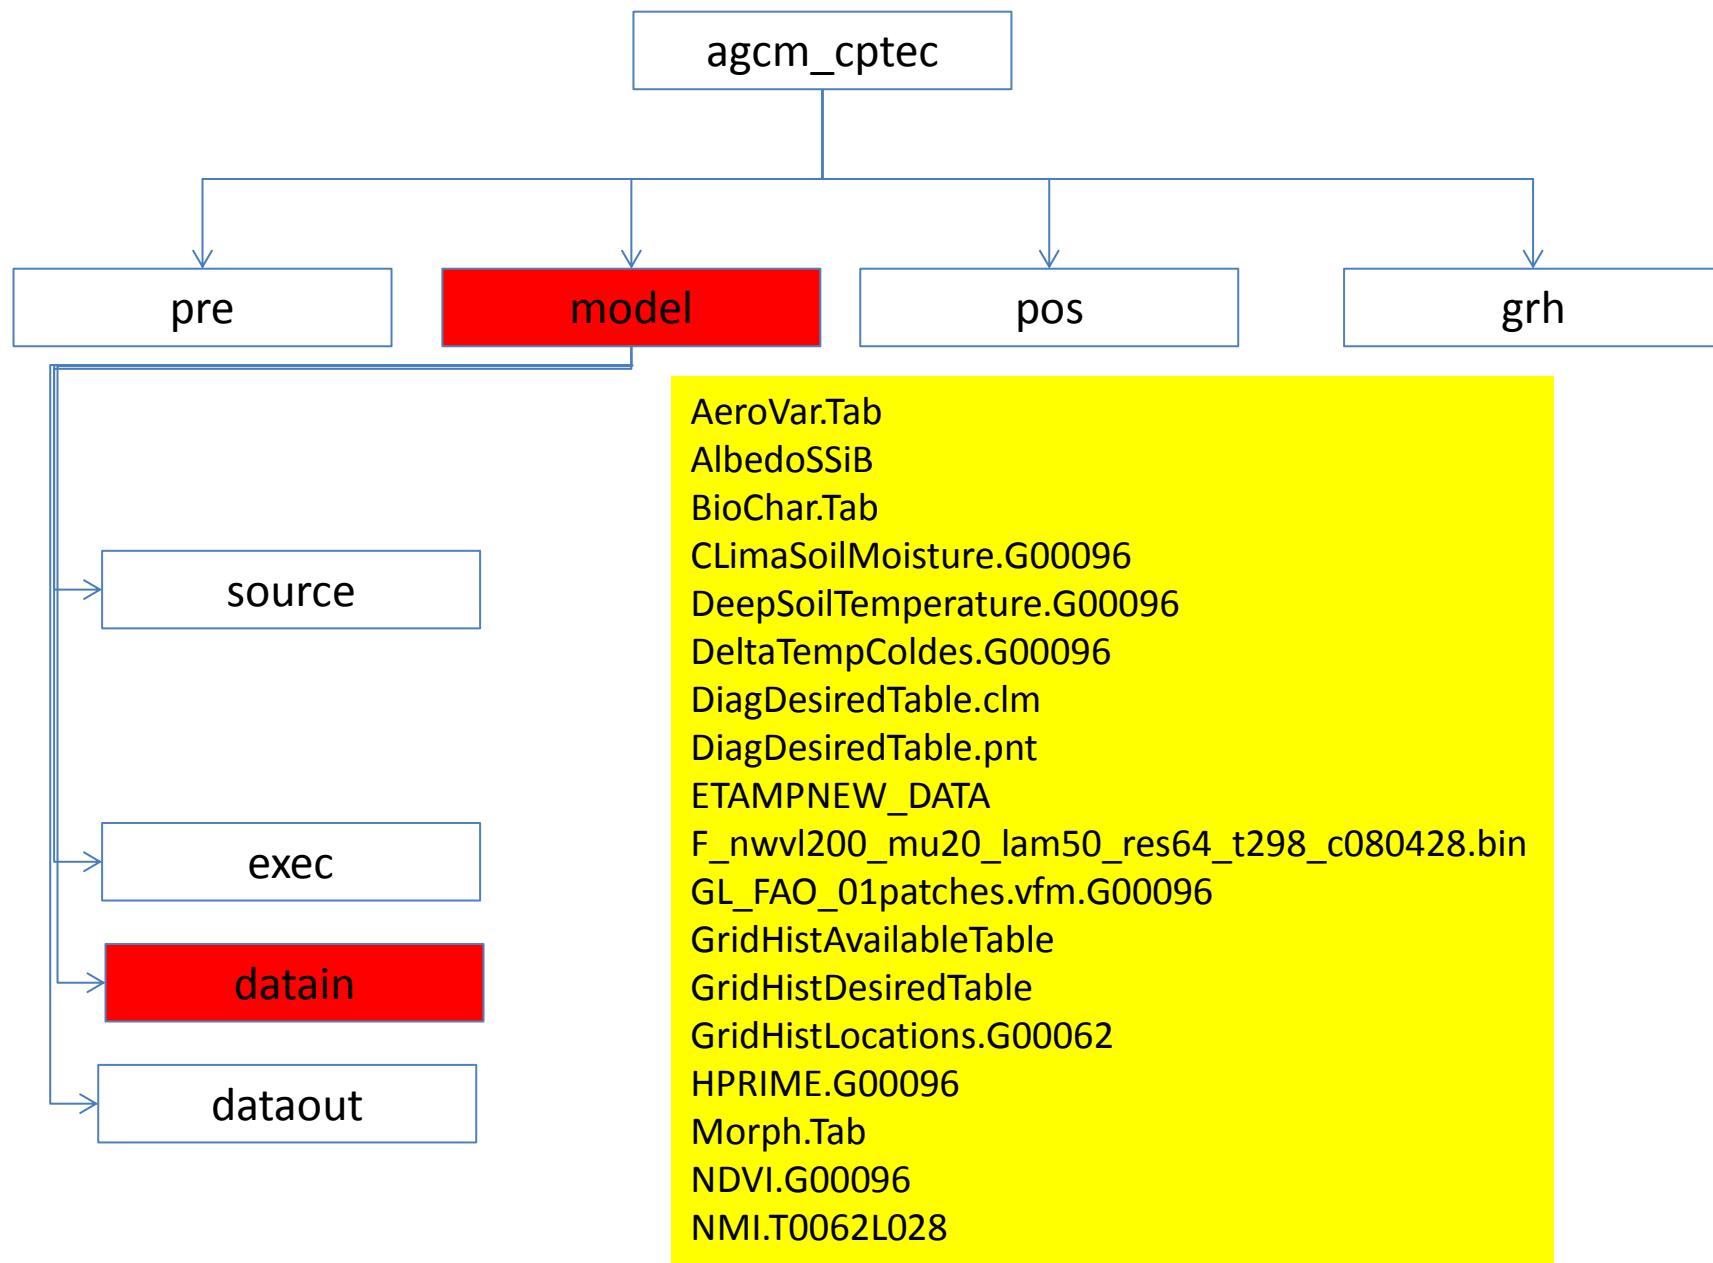 agcm_cptec
pre
model
pos
grh
source
exec
datain
dataout
AeroVar.Tab
AlbedoSSiB
BioChar.Tab
CLimaSoilMoisture.G00096
DeepSoilTemperature.G00096
DeltaTempColdes.G00096
DiagDesiredTable.clm
DiagDesiredTable.pnt
ETAMPNEW_DATA
F_nwvl200_mu20_lam50_res64_t298_c080428.bin
GL_FAO_01patches.vfm.G00096
GridHistAvailableTable
GridHistDesiredTable
GridHistLocations.G00062
HPRIME.G00096
Morph.Tab
NDVI.G00096
NMI.T0062L028